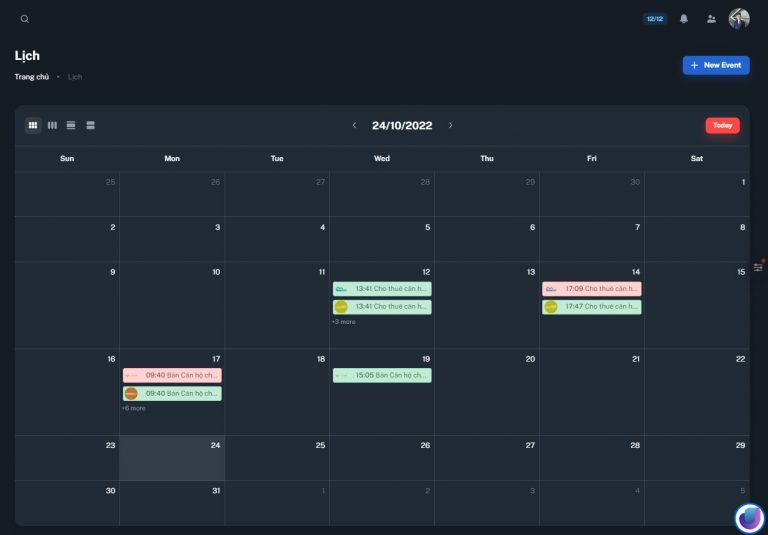 12/12
Lịch
Trang chủ • Lịch
+ New Event
24/10/2022
Today
Sun Mon Tue Wed Thu Fri Sat
25 26 27 28 29 30 1
2 3 4 5 6 7 8
9 10 11 12 13 14 15
13:41 Cho thuê căn h... 17:09 Cho thuê căn h...
13:41 Cho thuê căn h... 17:47 Cho thuê căn h...
+3 more
16 17 18 19 20 21 22
09:40 Bán Căn hộ ch... 15:05 Bán Căn hộ ch...
09:40 Bán Căn hộ ch...
+6 more
23 24 25 26 27 28 29
30 31 1 2 3 4 5